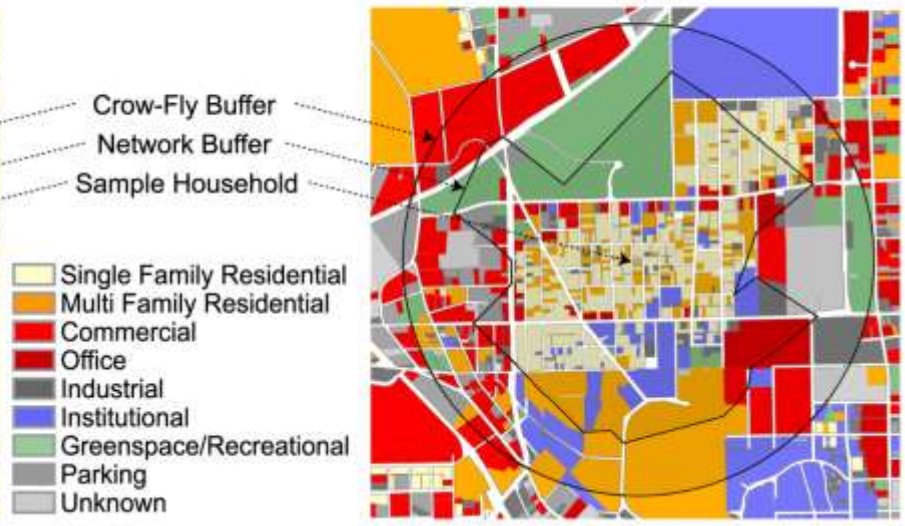 Crow-Fly Buffer
Network Buffer
Sample Household
Single Family Residential
Multi Family Residential
Commercial
Office
Industrial
Institutional
Greenspace/Recreational
Parking
Unknown